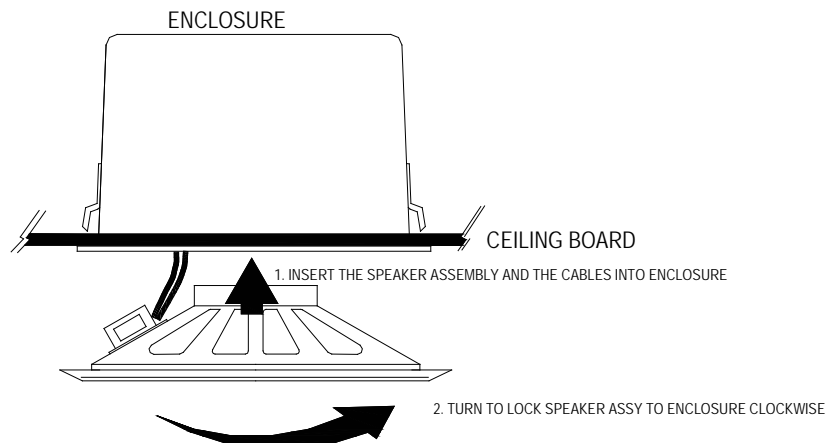 ENCLOSURE
CEILING BOARD
1. INSERT THE SPEAKER ASSEMBLY AND THE CABLES INTO ENCLOSURE
2. TURN TO LOCK SPEAKER ASSY TO ENCLOSURE CLOCKWISE